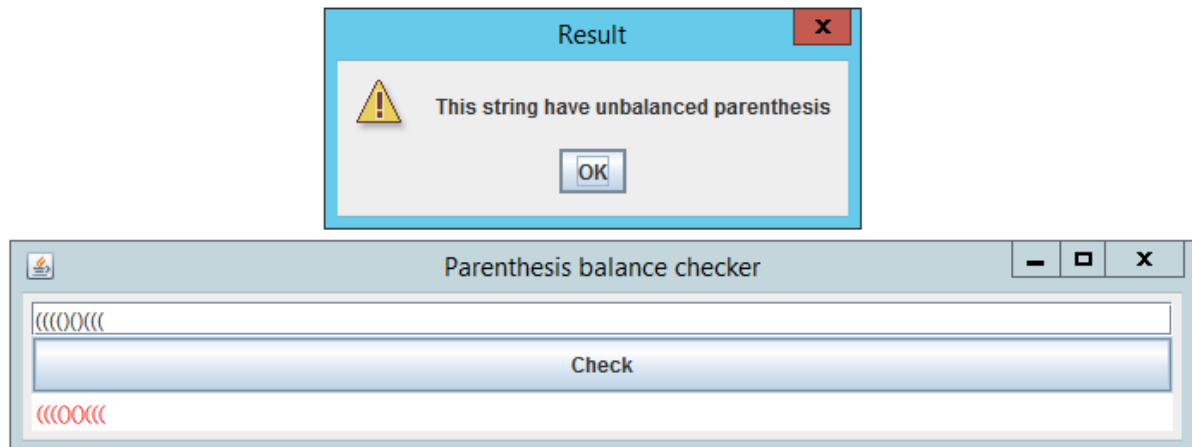 Result
x
This string have unbalanced parenthesis
OK
Parenthesis balance checker
x
(((()()(((
Check
(((()()(((